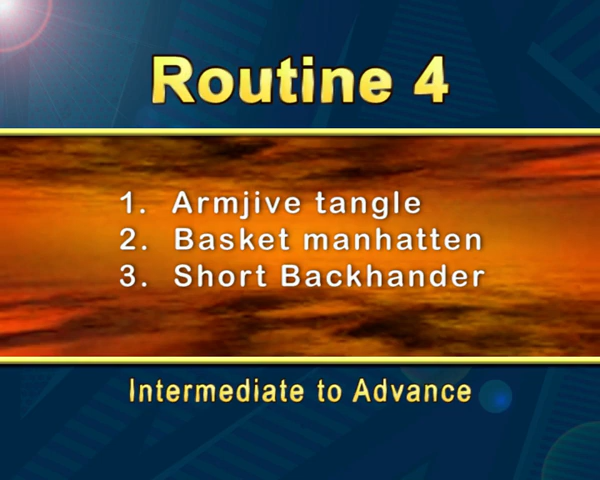 Routine 4
1. Armjive tangle
2. Basket manhatten
3. Short Backhander
Intermediate to Advance